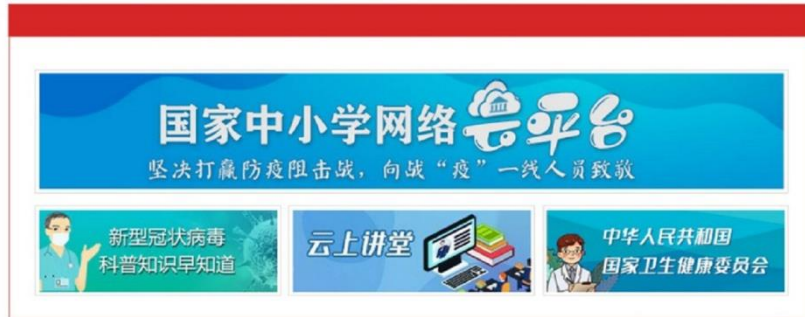 国家中小学网络云平台
坚决打赢防疫阻击战，向战“疫”一线人员致敬
新型冠状病毒
科普知识早知道
云上讲堂
中华人民共和国
国家卫生健康委员会